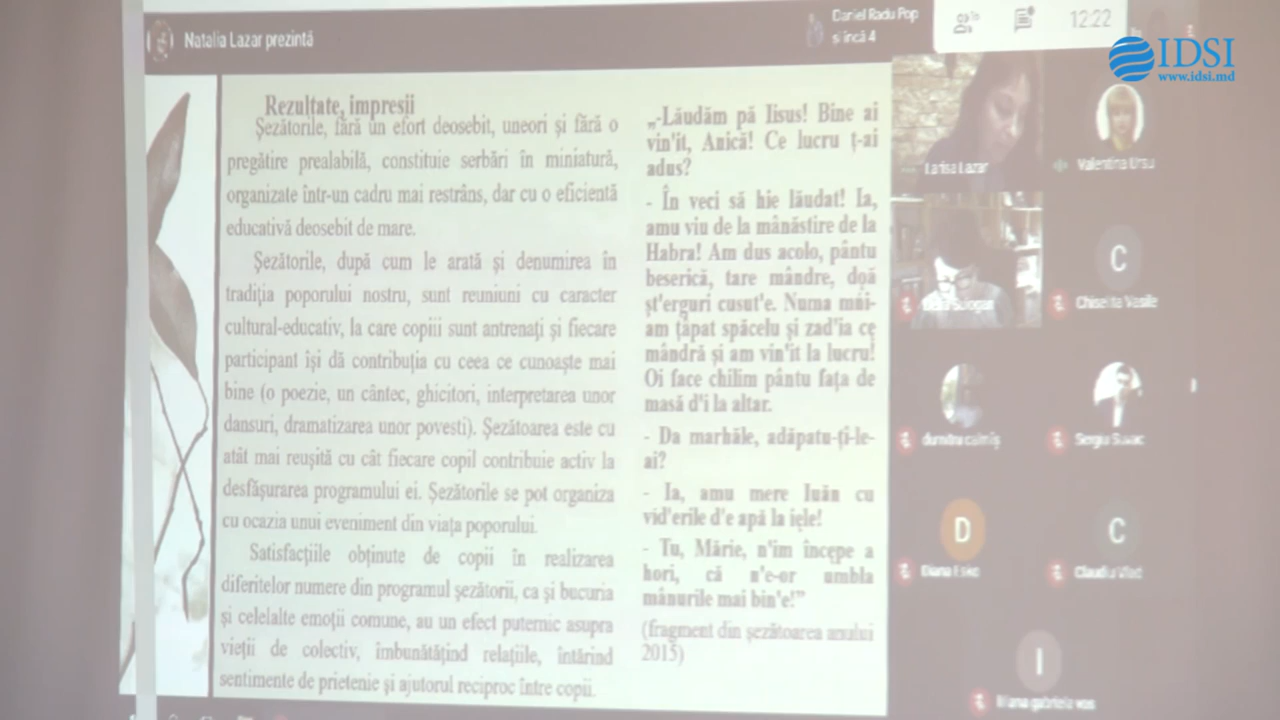 Natalia Lazar prezintă
Daniel Radu Pop
și încă 4
12:22
IDSI
www.idsi.md
Rezultate, impresii
Șezătorile, fără un efort deosebit, uneori și fără o
pregătire prealabilă, constituie serbări în miniatură,
organizate într-un cadru mai restrâns, dar cu o eficientă
educativă deosebit de mare.
Șezătorile, după cum le arată și denumirea în
tradiția poporului nostru, sunt reuniuni cu caracter
cultural-educativ, la care copiii sunt antrenați și fiecare
participant își dă contribuția cu ceea ce cunoaște mai
bine (o poezie, un cântec, ghicitori, interpretarea unor
dansuri, dramatizarea unor povesti). Șezătoarea este cu
atât mai reușită cu cât fiecare copil contribuie activ la
desfășurarea programului ei. Șezătorile se pot organiza
cu ocazia unui eveniment din viața poporului.
Satisfacțiile obținute de copii în realizarea
diferitelor numere din programul șezătorii, ca și bucuria
și celelalte emoții comune, au un efect puternic asupra
vieții de colectiv, îmbunătățind relațiile, întărind
sentimente de prietenie și ajutorul reciproc între copii.
„-Lăudăm pă Iisus! Bine ai
vin'it, Anică! Ce lucru ț-ai
adus?
- În veci să hie lăudat! Ia,
amu viu de la mânăstire de la
Habra! Am dus acolo, pântu
beserică, tare mândre, doă
șt'erguri cusut'e. Numa
am țăpat spăcelu și zad'ia cę
mândră și am vin'it la lucru!
Oi face chilim pântu fața de
masă d'i la altar.
- Da marhăle, adăpatu-ți-le-
ai?
- Ia, amu mere Iuăn cu
vid'erile d'e apă la ięle!
- Tu, Mărie, n'im începe a
hori, că n'e-or umbla
mânurile mai bin'e!”
(fragment din șezătoarea anului
2015)
Larisa Lazar
Valentina Ursu
C
Chiselita Vasile
dumitru calmîș
Sergiu
D
Diana
C
Claudiu Vlad
I
gabriela